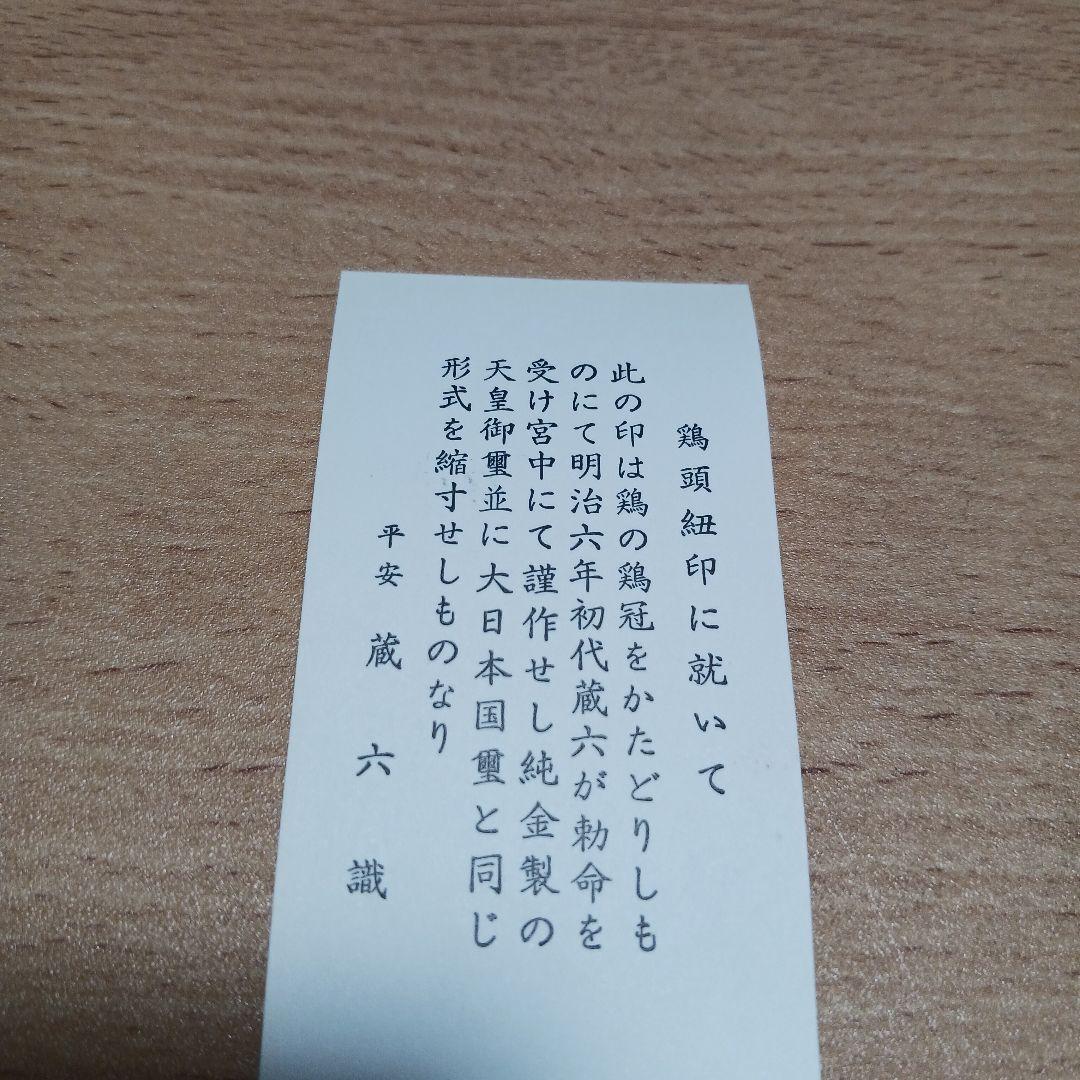 鶏頭紐印に就いて
此の印は鶏の鶏冠をかたどりしも
のにて明治六年初代蔵六が勅命を
受け宮中にて謹作せし純金製の
天皇御璽並に大日本国璽と同じ
形式を縮寸せしものなり
平安 蔵六識